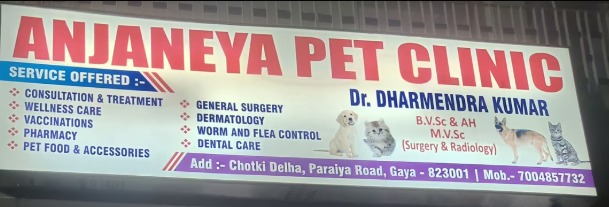 ANJANEYA PET CLINIC
SERVICE OFFERED :-
CONSULTATION & TREATMENT
WELLNESS CARE
VACCINATIONS
PHARMACY
PET FOOD & ACCESSORIES
GENERAL SURGERY
DERMATOLOGY
WORM AND FLEA CONTROL
DENTAL CARE
Dr. DHARMENDRA KUMAR
B.V.Sc & AH
M.V.Sc
(Surgery & Radiology)
Add :- Chotki Delha, Paraiya Road, Gaya - 823001 | Mob.- 7004857732